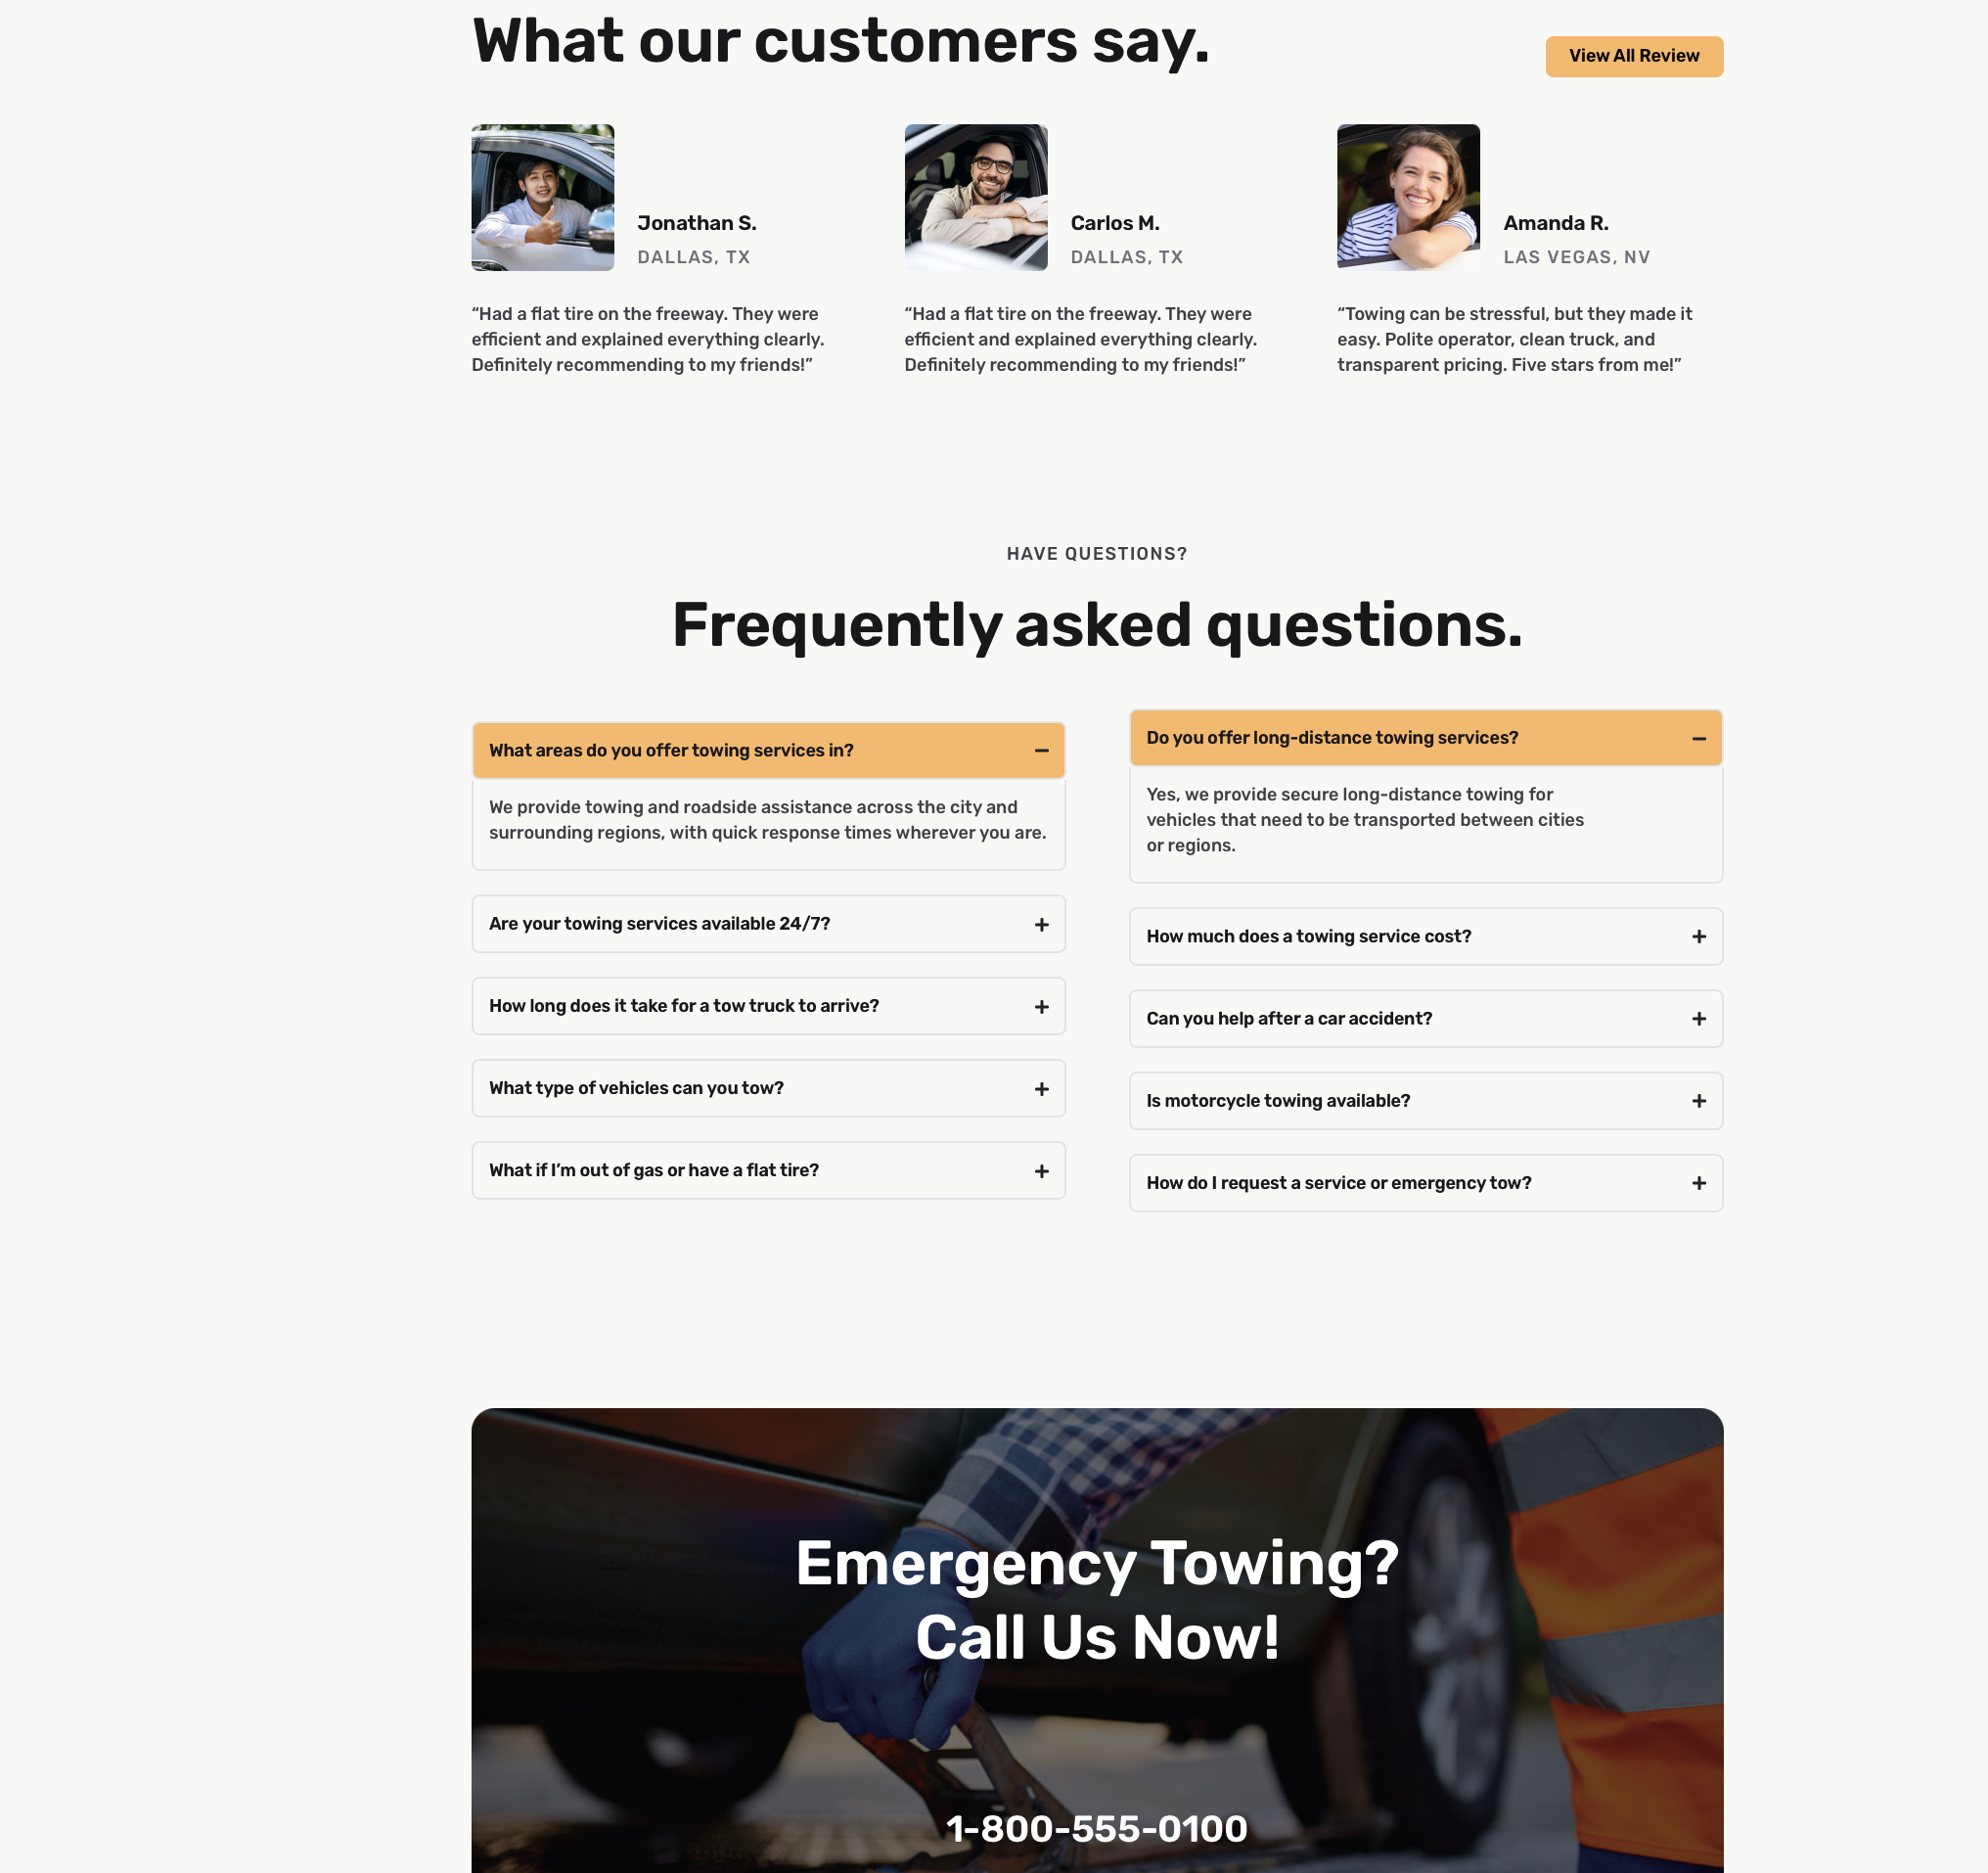 What our customers say.
View All Review
Jonathan S.
DALLAS, TX
“Had a flat tire on the freeway. They were
efficient and explained everything clearly.
Definitely recommending to my friends!”
Carlos M.
DALLAS, TX
“Had a flat tire on the freeway. They were
efficient and explained everything clearly.
Definitely recommending to my friends!”
Amanda R.
LAS VEGAS, NV
“Towing can be stressful, but they made it
easy. Polite operator, clean truck, and
transparent pricing. Five stars from me!”
HAVE QUESTIONS?
Frequently asked questions.
What areas do you offer towing services in?
We provide towing and roadside assistance across the city and
surrounding regions, with quick response times wherever you are.
Are your towing services available 24/7?
How long does it take for a tow truck to arrive?
What type of vehicles can you tow?
What if I’m out of gas or have a flat tire?
Do you offer long-distance towing services?
Yes, we provide secure long-distance towing for
vehicles that need to be transported between cities
or regions.
How much does a towing service cost?
Can you help after a car accident?
Is motorcycle towing available?
How do I request a service or emergency tow?
Emergency Towing?
Call Us Now!
1-800-555-0100